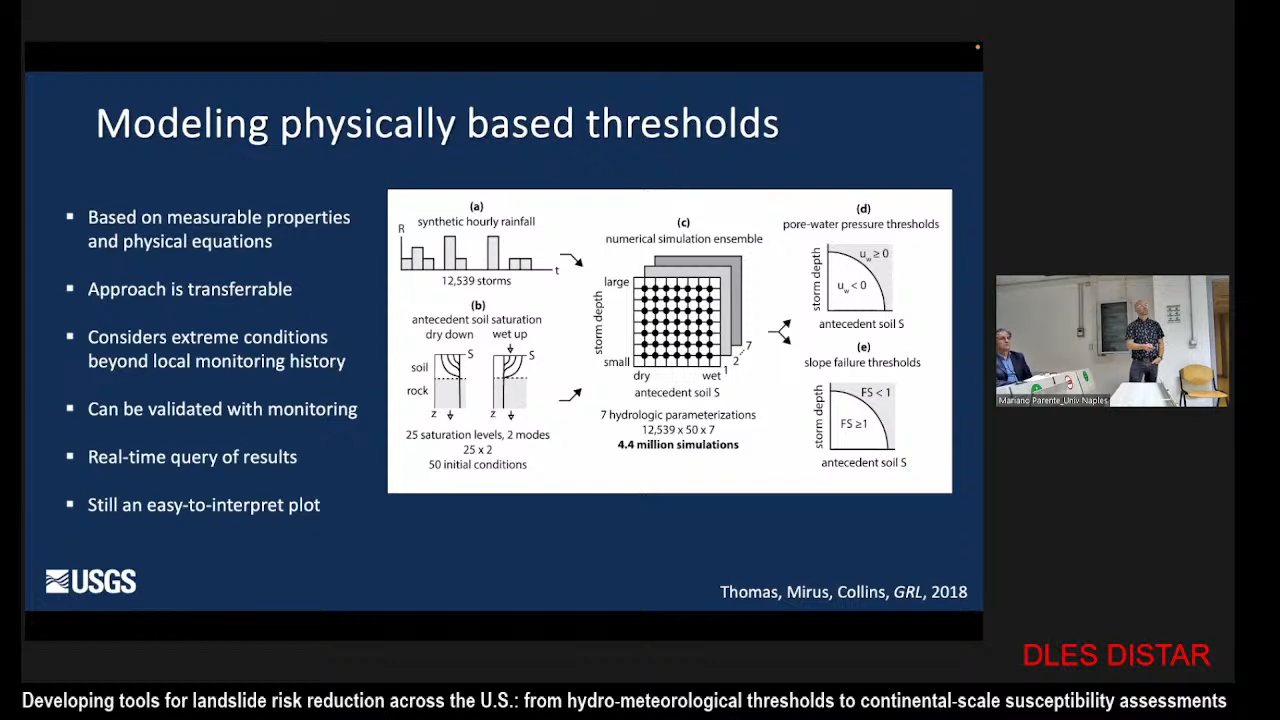 Modeling physically based thresholds
▪ Based on measurable properties
and physical equations
▪ Approach is transferrable
▪ Considers extreme conditions
beyond local monitoring history
▪ Can be validated with monitoring
▪ Real-time query of results
▪ Still an easy-to-interpret plot
(a)
synthetic hourly rainfall
R
t
12,539 storms
(b)
antecedent soil saturation
dry down wet up
S S
soil
rock
z z
25 saturation levels, 2 modes
25 x 2
50 initial conditions
(c)
numerical simulation ensemble
large
storm depth
small
dry wet
1 2 ... 7
antecedent soil S
7 hydrologic parameterizations
12,539 x 50 x 7
4.4 million simulations
(d)
pore-water pressure thresholds
storm depth
uw ≥ 0
uw < 0
antecedent soil S
(e)
slope failure thresholds
storm depth
FS < 1
FS ≥1
antecedent soil S
USGS
Thomas, Mirus, Collins, GRL, 2018
Mariano Parente_Univ Naples
DLES DISTAR
Developing tools for landslide risk reduction across the U.S.: from hydro-meteorological thresholds to continental-scale susceptibility assessments